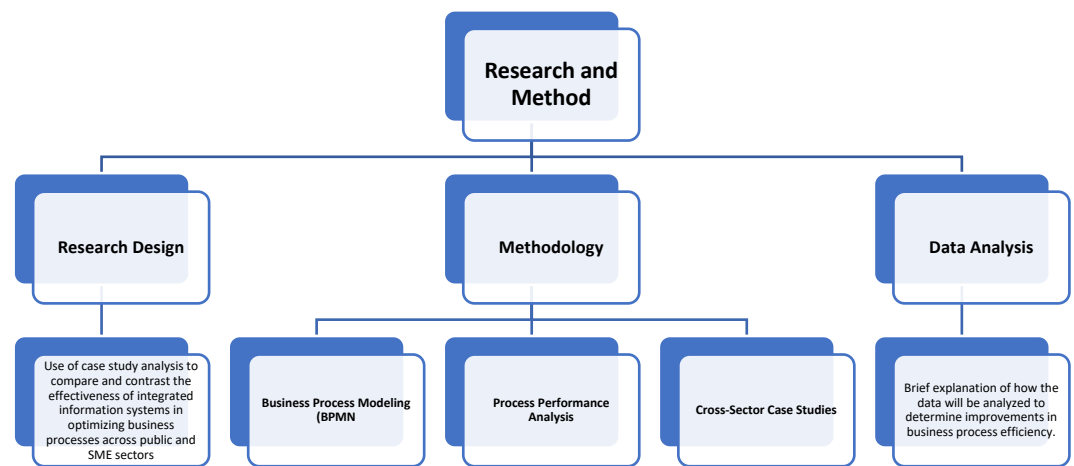 Research and
Method
Research Design
Methodology
Data Analysis
Use of case study analysis to
compare and contrast the
effectiveness of integrated
information systems in
optimizing business
processes across public and
SME sectors
Business Process Modeling
(BPMN
Process Performance
Analysis
Cross-Sector Case Studies
Brief explanation of how the
data will be analyzed to
determine improvements in
business process efficiency.